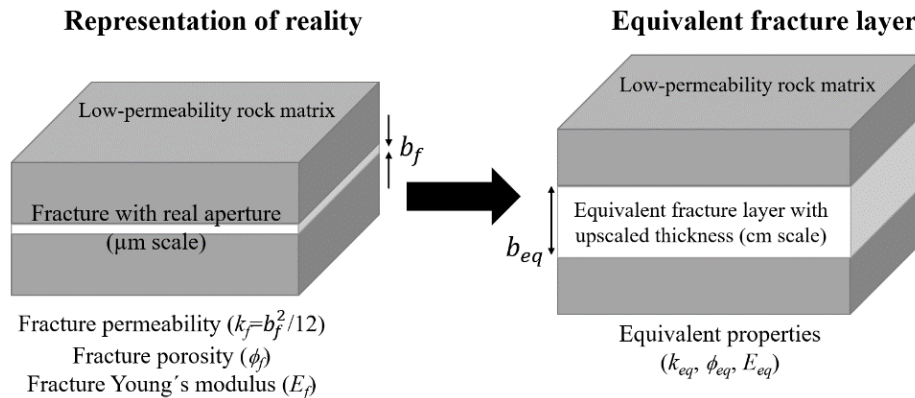 Representation of reality
Low-permeability rock matrix
b_f
Fracture with real aperture
(µm scale)
Fracture permeability (k_f=b_f^2/12)
Fracture porosity (ϕ_f)
Fracture Young´s modulus (E_f)
Equivalent fracture layer
Low-permeability rock matrix
Equivalent fracture layer with
upscaled thickness (cm scale)
b_eq
Equivalent properties
(k_eq, ϕ_eq, E_eq)